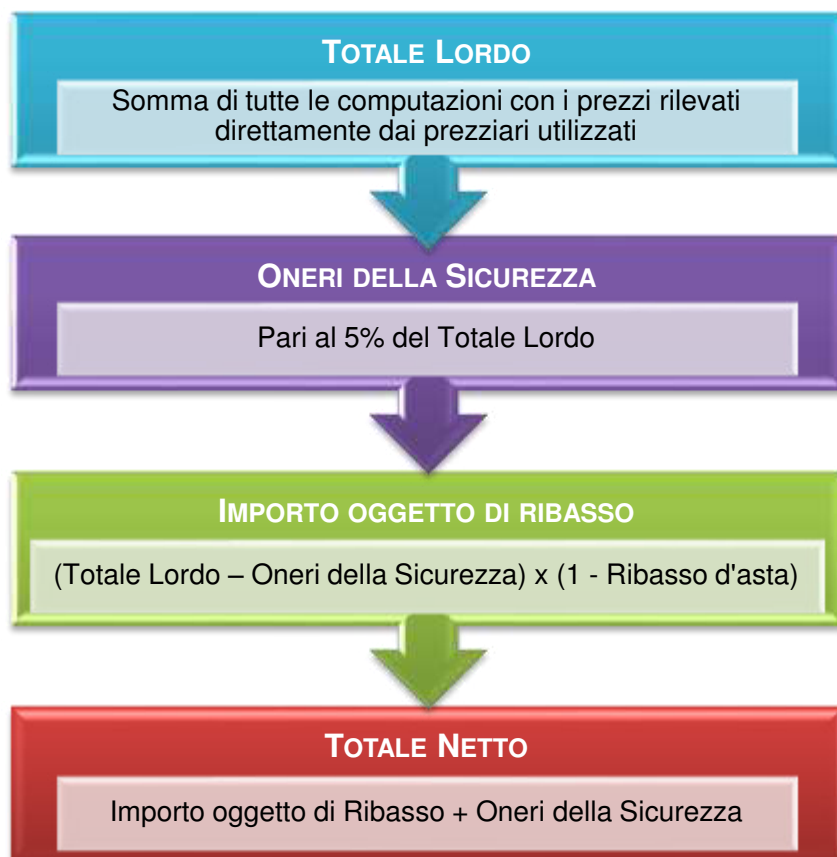 TOTALE LORDO
Somma di tutte le computazioni con i prezzi rilevati
direttamente dai prezziari utilizzati
ONERI DELLA SICUREZZA
Pari al 5% del Totale Lordo
IMPORTO OGGETTO DI RIBASSO
(Totale Lordo – Oneri della Sicurezza) x (1 - Ribasso d'asta)
TOTALE NETTO
Importo oggetto di Ribasso + Oneri della Sicurezza